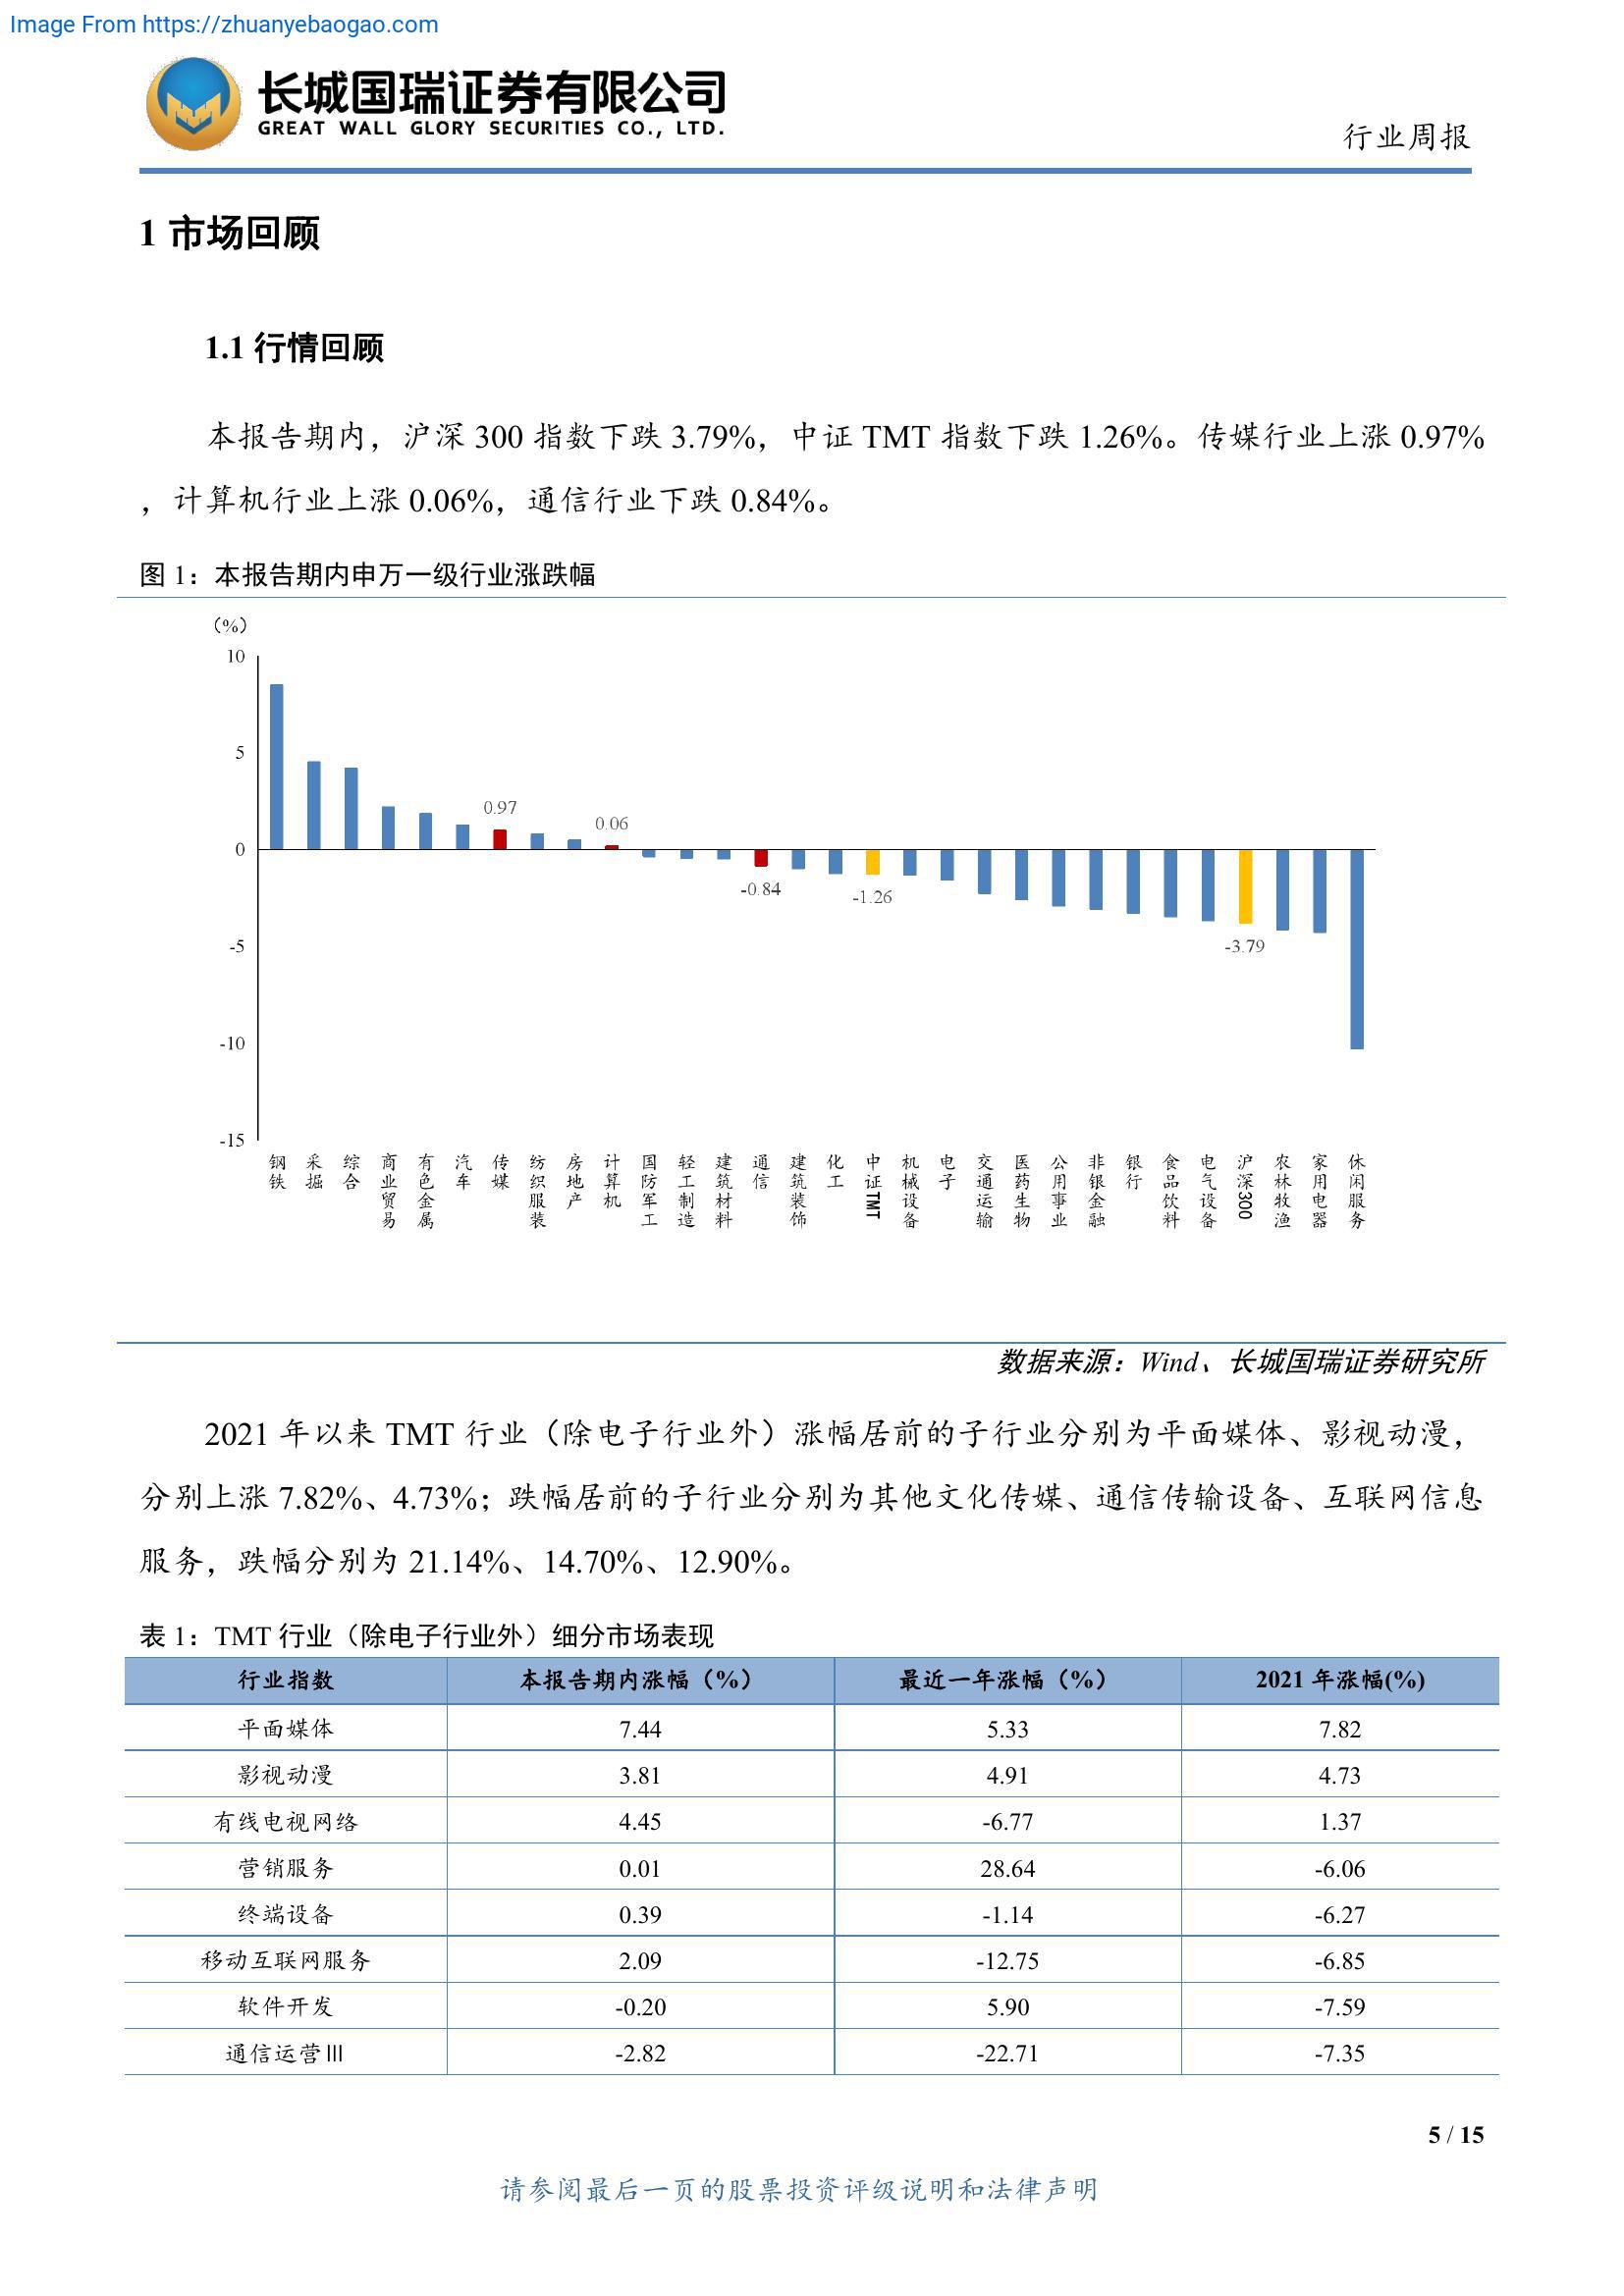 Image From https://zhuanyebaogao.com
长城国瑞证券有限公司
GREAT WALL GLORY SECURITIES CO., LTD.
行业周报
1 市场回顾
1.1 行情回顾
本报告期内，沪深 300 指数下跌 3.79%，中证 TMT 指数下跌 1.26%。传媒行业上涨 0.97%
，计算机行业上涨 0.06%，通信行业下跌 0.84%。
图 1：本报告期内申万一级行业涨跌幅
（%）
10
5
0
-5
-10
-15
0.97
0.06
-0.84
-1.26
-3.79
钢铁
采掘
综合
商业贸易
有色金属
汽车
传媒
纺织服装
房地产
计算机
国防军工
轻工制造
建筑材料
通信
建筑装饰
化工
中证TMT
机械设备
电子
交通运输
医药生物
公用事业
非银金融
银行
食品饮料
电气设备
沪深300
农林牧渔
家用电器
休闲服务
数据来源：Wind、长城国瑞证券研究所
2021 年以来 TMT 行业（除电子行业外）涨幅居前的子行业分别为平面媒体、影视动漫，
分别上涨 7.82%、4.73%；跌幅居前的子行业分别为其他文化传媒、通信传输设备、互联网信息
服务，跌幅分别为 21.14%、14.70%、12.90%。
表 1：TMT 行业（除电子行业外）细分市场表现
行业指数 本报告期内涨幅（%） 最近一年涨幅（%） 2021 年涨幅(%)
平面媒体 7.44 5.33 7.82
影视动漫 3.81 4.91 4.73
有线电视网络 4.45 -6.77 1.37
营销服务 0.01 28.64 -6.06
终端设备 0.39 -1.14 -6.27
移动互联网服务 2.09 -12.75 -6.85
软件开发 -0.20 5.90 -7.59
通信运营Ⅲ -2.82 -22.71 -7.35
5 / 15
请参阅最后一页的股票投资评级说明和法律声明